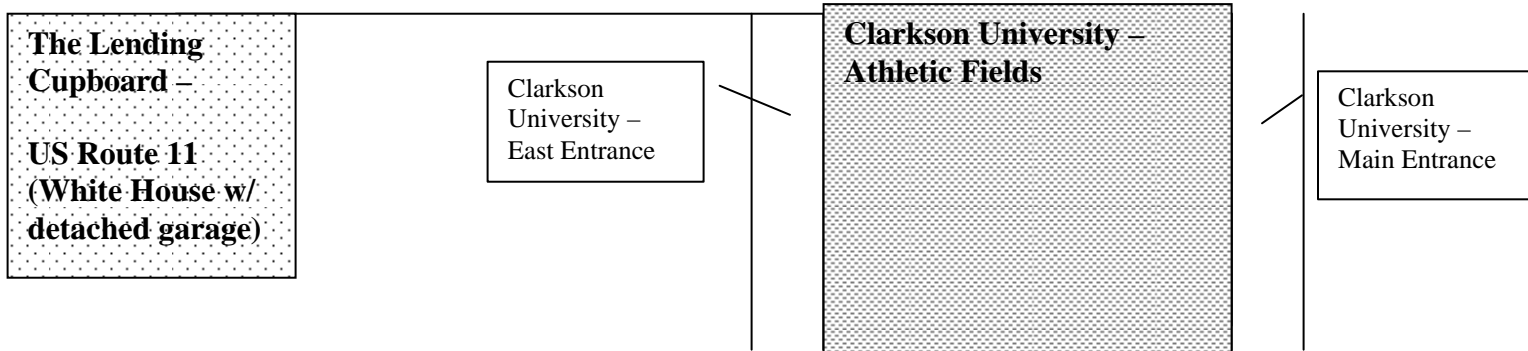 The Lending
Cupboard –
US Route 11
(White House w/
detached garage)
Clarkson
University –
East Entrance
Clarkson University –
Athletic Fields
Clarkson
University –
Main Entrance